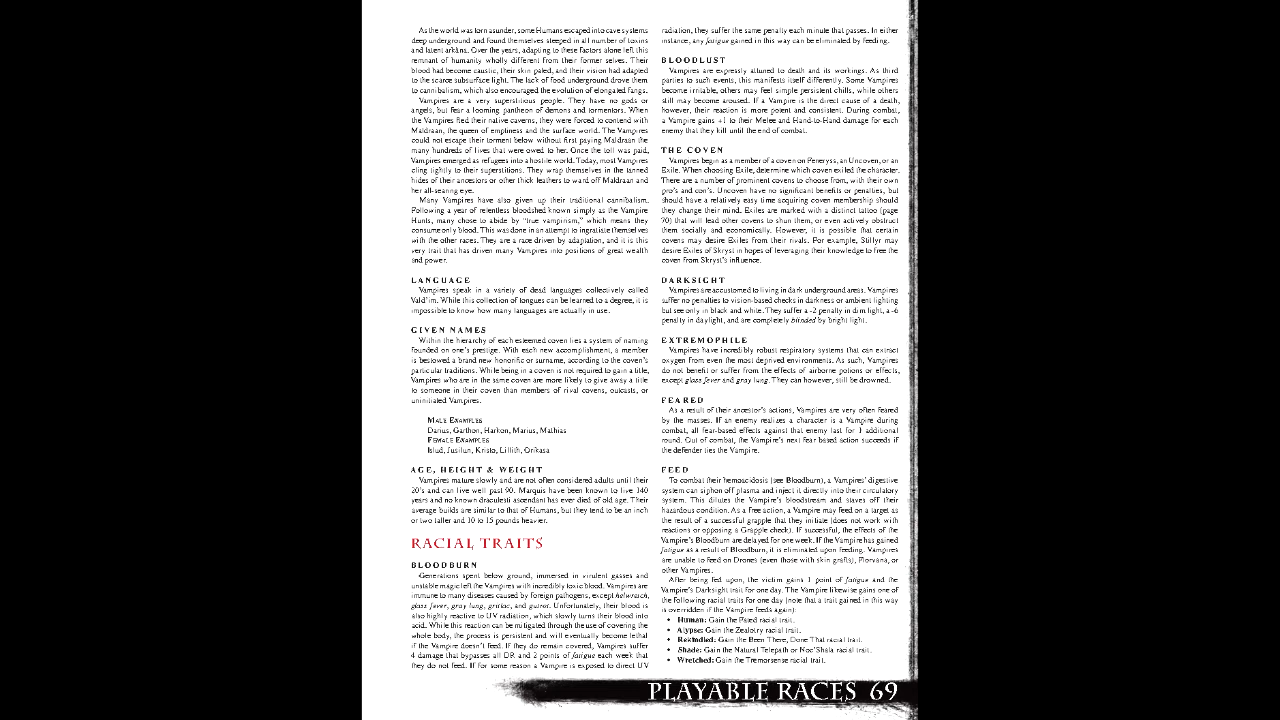 As the world was torn asunder, some Humans escaped into cave systems
deep underground and found themselves steeped in all number of toxins
and latent arkana. Over the years, adapting to these factors alone left this
remnant of humanity wholly different from their former selves. Their
blood had become caustic, their skin paled, and their vision had adapted
to the scarce subsurface light. The lack of food underground drove them
to cannibalism, which also encouraged the evolution of elongated fangs.
Vampires are a very superstitious people. They have no gods or
angels, but fear a looming pantheon of demons and tormentors. When
the Vampires fled their native caverns, they were forced to contend with
Maldraan, the queen of emptiness and the surface world. The Vampires
could not escape their torment below without first paying Maldraan the
many hundreds of lives that were owed to her. Once the toll was paid,
Vampires emerged as refugees into a hostile world. Today, most Vampires
cling tightly to their superstitions. They wrap themselves in the tanned
hides of their ancestors or other thick leathers to ward off Maldraan and
her all-seeing eye.
Many Vampires have also given up their traditional cannibalism.
Following a year of relentless bloodshed known simply as the Vampire
Hunts, many chose to abide by "true vampirism," which means they
consume only blood. This was done in an attempt to ingratiate themselves
with the other races. They are a race driven by adaptation, and it is this
very trait that has driven many Vampires into positions of great wealth
and power.
LANGUAGE
Vampires speak in a variety of dead languages collectively called
Vald'im. While this collection of tongues can be learned to a degree, it is
impossible to know how many languages are actually in use.
GIVEN NAMES
Within the hierarchy of each esteemed coven lies a system of naming
founded on one's prestige. With each new accomplishment, a member
is bestowed a brand new honorific or surname, according to the coven's
particular traditions. While being in a coven is not required to gain a title,
Vampires who are in the same coven are more likely to give away a title
to someone in their coven than members of rival covens, outcasts, or
uninitiated Vampires.
MALE EXAMPLES
Darius, Garthon, Harkon, Marius, Mathias
FEMALE EXAMPLES
Islud, Jusilun, Krista, Lillith, Orikasa
AGE, HEIGHT & WEIGHT
Vampires mature slowly and are not often considered adults until their
20's and can live well past 90. Marquis have been known to live 140
years and no known draculesti ascendant has ever died of old age. Their
average builds are similar to that of Humans, but they tend to be an inch
or two taller and 10 to 15 pounds heavier.
RACIAL TRAITS
BLOODBURN
Generations spent below ground, immersed in virulent gasses and
unstable magic left the Vampires with incredibly toxic blood. Vampires are
immune to many diseases caused by foreign pathogens, except
glass fever, gray lung, and gutrot. Unfortunately, their blood is
also highly reactive to UV radiation, which slowly turns their blood into
acid. While this reaction can be mitigated through the use of covering the
whole body, the process is persistent and will eventually become lethal
if the Vampire doesn't feed. If they do remain covered, Vampires suffer
4 damage that bypasses all DR and 2 points of fatigue each week that
they do not feed. If for some reason a Vampire is exposed to direct UV
radiation, they suffer the same penalty each minute that passes. In either
instance, any fatigue gained in this way can be eliminated by feeding.
BLOODLUST
Vampires are expressly attuned to death and its workings. As third
parties to such events, this manifests itself differently. Some Vampires
become irritable, others may feel simple persistent chills, while others
still may become aroused. If a Vampire is the direct cause of a death,
however, their reaction is more potent and consistent. During combat,
a Vampire gains +1 to their Melee and Hand-to-Hand damage for each
enemy that they kill until the end of combat.
THE COVEN
Vampires begin as a member of a coven on Peneryss, an Uncoven, or an
Exile. When choosing Exile, determine which coven exiled the character.
There are a number of prominent covens to choose from, with their own
pro's and con's. Uncoven have no significant benefits or penalties, but
should have a relatively easy time acquiring coven membership should
they change their mind. Exiles are marked with a distinct tattoo (page
70) that will lead other covens to shun them, or even actively obstruct
them socially and economically. However, it is possible that certain
covens may desire Exiles from their rivals. For example, Stillyr may
desire Exiles of Skryst in hopes of leveraging their knowledge to free the
coven from Skryst's influence.
DARKSIGHT
Vampires are accustomed to living in dark underground areas. Vampires
suffer no penalties to vision-based checks in darkness or ambient lighting
but see only in black and white. They suffer a -2 penalty in dim light, a -6
penalty in daylight, and are completely blinded by bright light.
EXTREMOPHILE
Vampires have incredibly robust respiratory systems that can extract
oxygen from even the most deprived environments. As such, Vampires
do not benefit or suffer from the effects of airborne potions or effects,
except glass fever and gray lung. They can however, still be drowned.
FEARED
As a result of their ancestor's actions, Vampires are very often feared
by the masses. If an enemy realizes a character is a Vampire during
combat, all fear-based effects against that enemy last for 1 additional
round. Out of combat, the Vampire's next fear based action succeeds if
the defender ties the Vampire.
FEED
To combat their hemoacidosis (see Bloodburn), a Vampires' digestive
system can siphon off plasma and inject it directly into their circulatory
system. This dilutes the Vampire's bloodstream and staves off their
hazardous condition. As a free action, a Vampire may feed on a target as
the result of a successful grapple that they initiate (does not work with
reactions or opposing a Grapple check). If successful, the effects of the
Vampire's Bloodburn are delayed for one week. If the Vampire has gained
fatigue as a result of Bloodburn, it is eliminated upon feeding. Vampires
are unable to feed on Drones (even those with skin grafts), Plorvana, or
other Vampires.
After being fed upon, the victim gains 1 point of fatigue and the
Vampire's Darksight trait for one day. The Vampire likewise gains one of
the following racial traits for one day (note that a trait gained in this way
is overridden if the Vampire feeds again):
• Human: Gain the Fated racial trait.
• Alypse: Gain the Zealotry racial trait.
• Rekindled: Gain the Been There, Done That racial trait.
• Shade: Gain the Natural Telepath or Noc'Shala racial trait.
• Wretched: Gain the Tremorsense racial trait.
PLAYABLE RACES 69